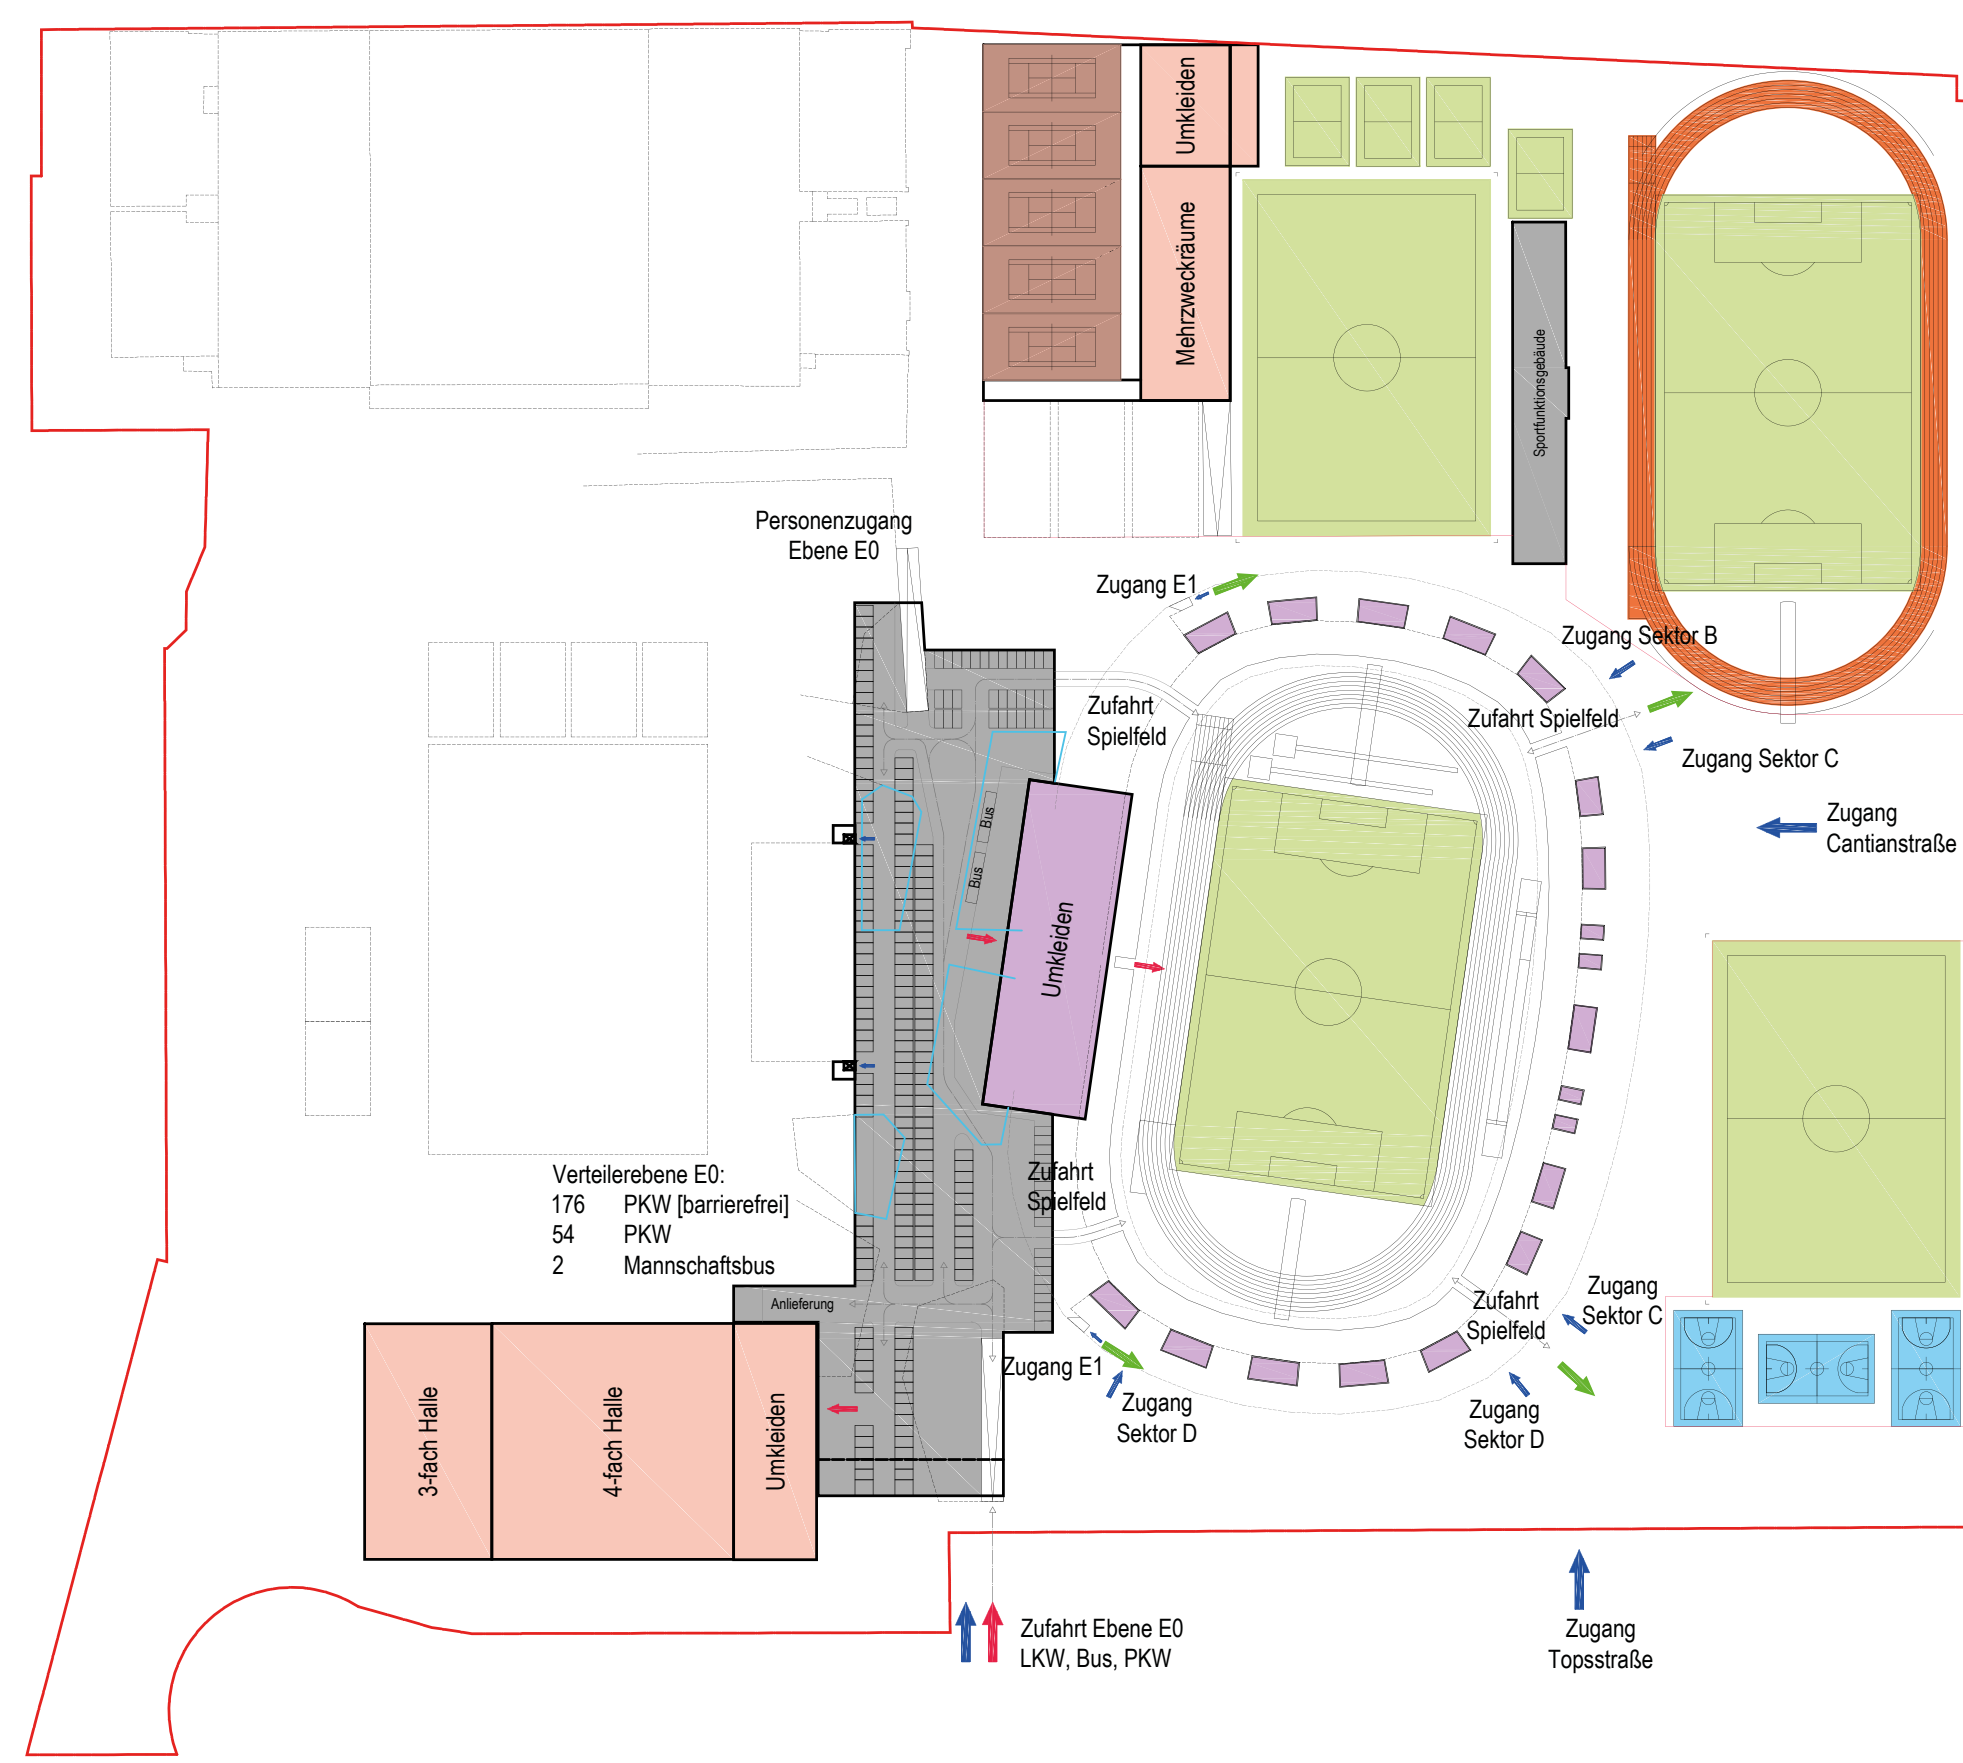 Umkleiden
Mehrzweckräume
Sportfunktionsgebäude
Personenzugang
Ebene E0
Zugang E1
Zugang Sektor B
Zufahrt
Spielfeld
Zufahrt Spielfeld
Zugang Sektor C
Zugang
Cantianstraße
Bus
Bus
Umkleiden
Verteilerebene E0:
176 PKW [barrierefrei]
54 PKW
2 Mannschaftsbus
Zufahrt
Spielfeld
Anlieferung
Zugang
Sektor C
Zufahrt
Spielfeld
Zugang E1
Zugang
Sektor D
Zugang
Sektor D
3-fach Halle
4-fach Halle
Umkleiden
Zufahrt Ebene E0
LKW, Bus, PKW
Zugang
Topsstraße